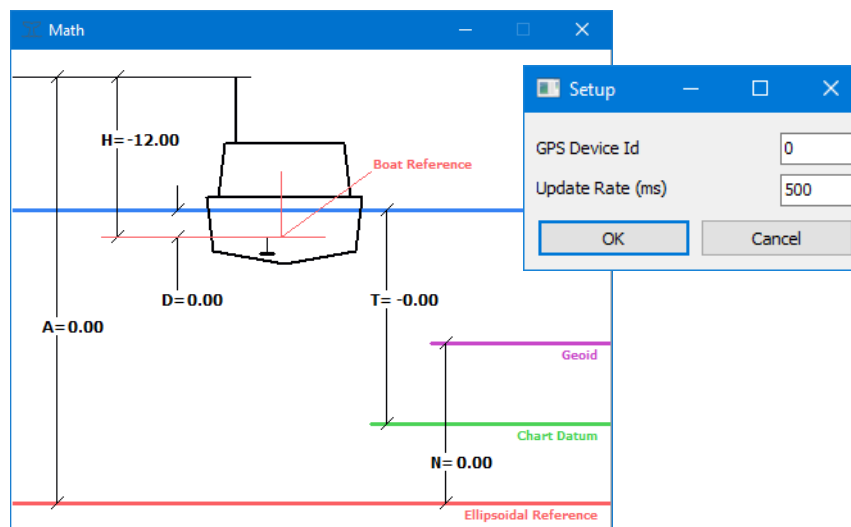 Math
H=-12.00
Boat Reference
D=0.00
T= -0.00
A=0.00
Geoid
Chart Datum
N=0.00
Ellipsoidal Reference
Setup
GPS Device Id
0
Update Rate (ms)
500
OK
Cancel